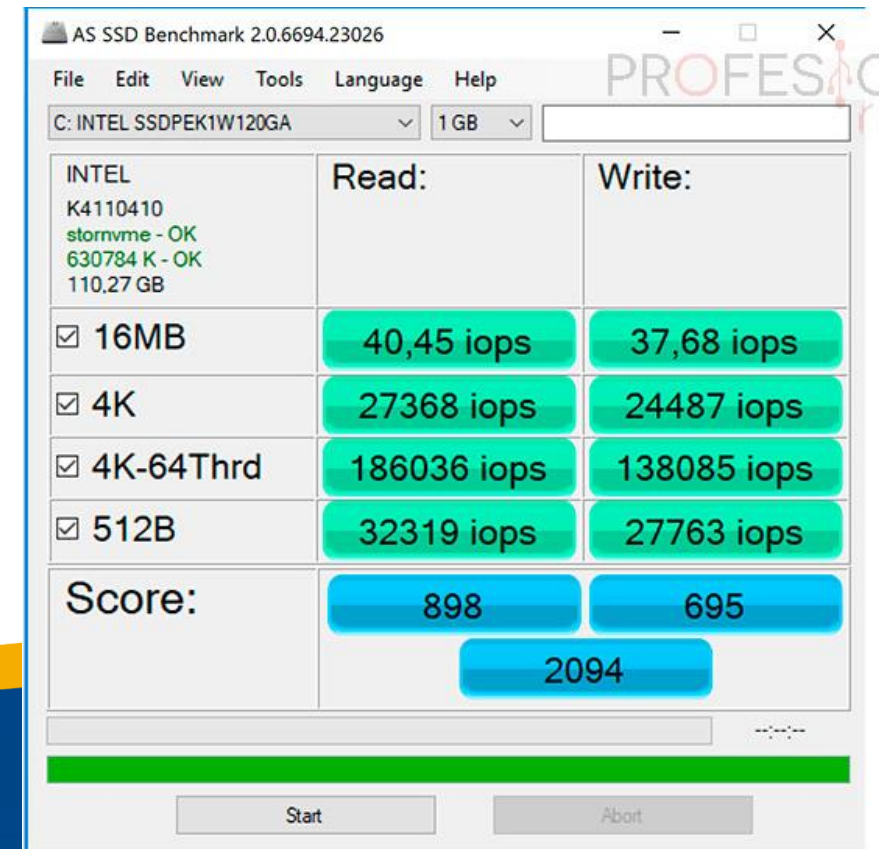 AS SSD Benchmark 2.0.6694.23026
PROFESIO
File Edit View Tools Language Help
C: INTEL SSDPEK1W120GA 1 GB
INTEL
K4110410
stornvme - OK
630784 K - OK
110,27 GB
Read: Write:
16MB 40,45 iops 37,68 iops
4K 27368 iops 24487 iops
4K-64Thrd 186036 iops 138085 iops
512B 32319 iops 27763 iops
Score: 898 695
2094
--:--:--
Start Abort